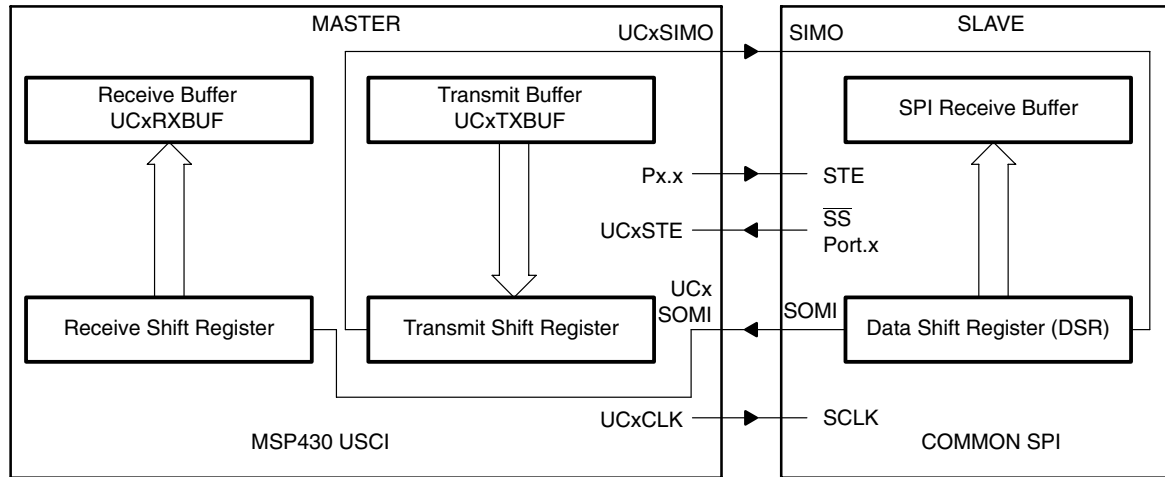 MASTER
UCxSIMO
SIMO
SLAVE
Receive Buffer
UCxRXBUF
Transmit Buffer
UCxTXBUF
SPI Receive Buffer
Px.x
STE
UCxSTE
SS
Port.x
UCx
SOMI
SOMI
Receive Shift Register
Transmit Shift Register
Data Shift Register (DSR)
UCxCLK
SCLK
MSP430 USCI
COMMON SPI